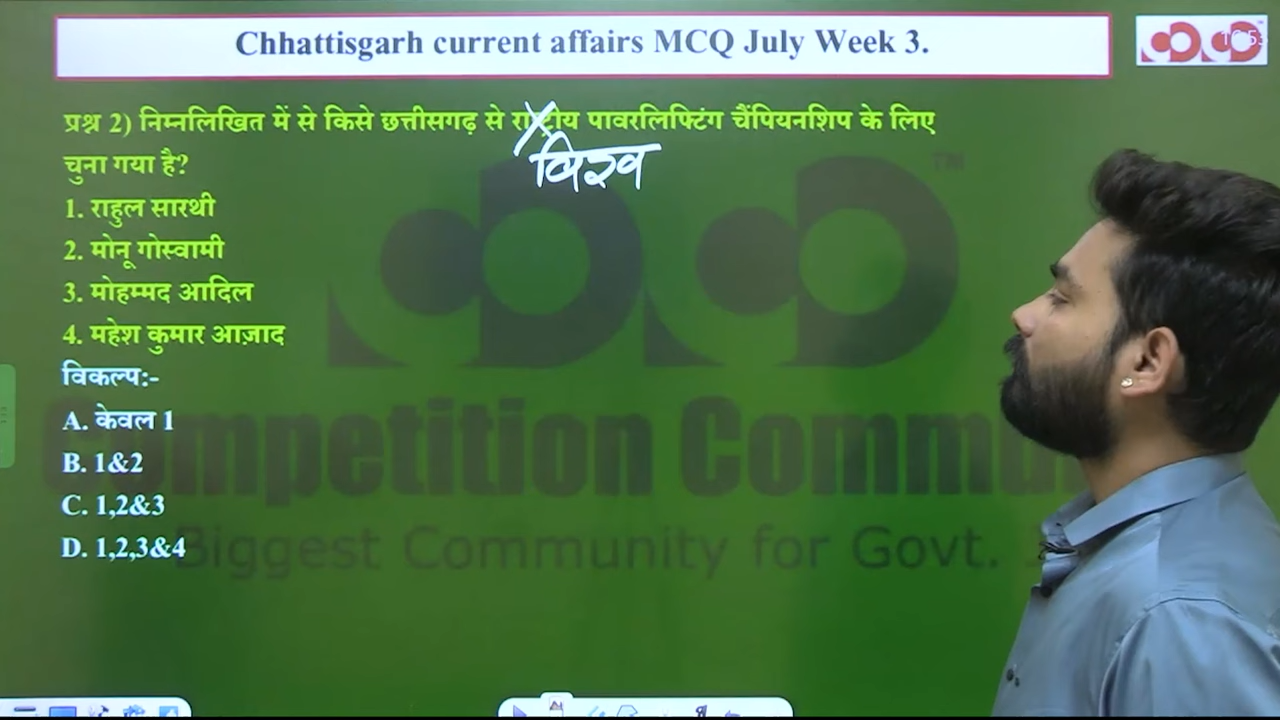 Chhattisgarh current affairs MCQ July Week 3.
प्रश्न 2) निम्नलिखित में से किसे छत्तीसगढ़ से राष्ट्रीय पावरलिफ्टिंग चैंपियनशिप के लिए
विश्व
चुना गया है?
1. राहुल सारथी
2. मोनू गोस्वामी
3. मोहम्मद आदिल
4. महेश कुमार आज़ाद
विकल्प:-
A. केवल 1
B. 1&2
C. 1,2&3
D. 1,2,3&4
Competition Commu
Biggest Community for Govt. J
TM